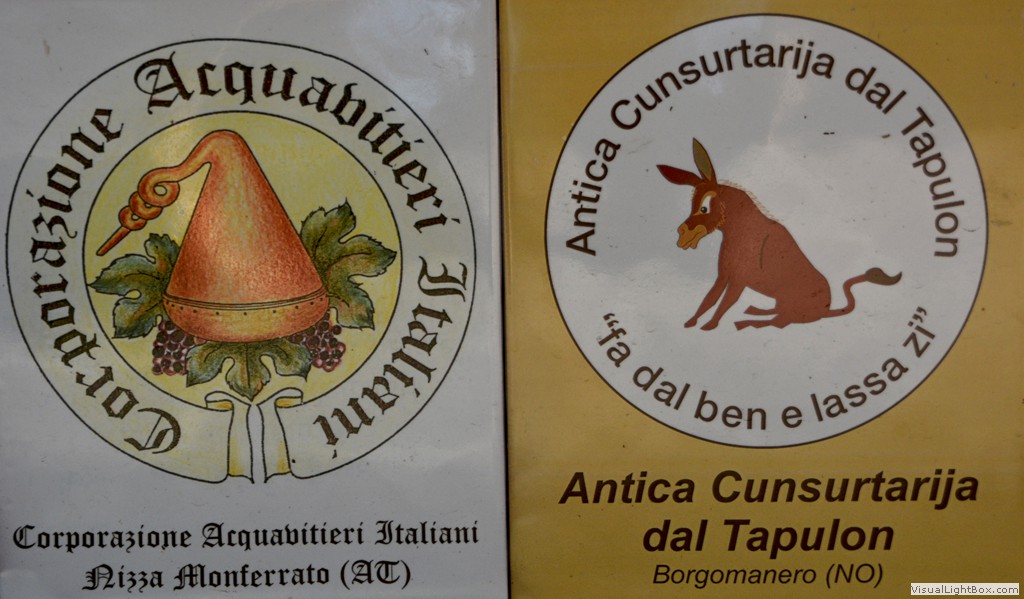 Corporazione Acquavitieri Italiani
Corporazione Acquavitieri Italiani
Nizza Monferrato (AT)
Antica Cunsurtarija dal Tapulon
“fa dal ben e lassa zi”
Antica Cunsurtarija
dal Tapulon
Borgomanero (NO)
VisualLightBox.com